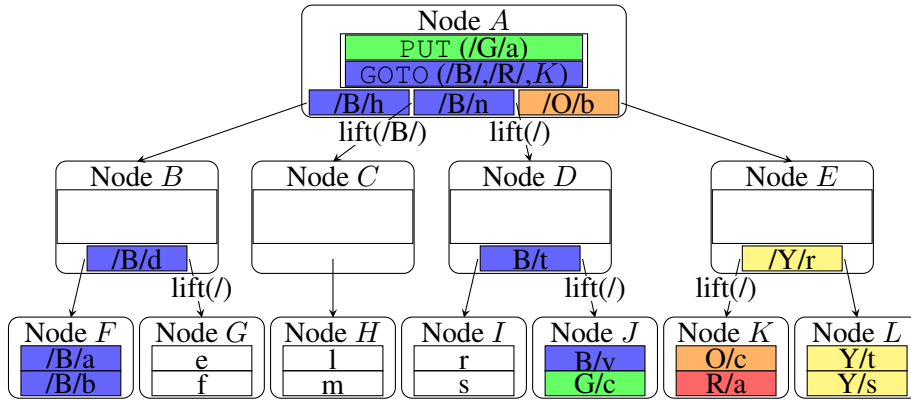 Node A
PUT (/G/a)
GOTO (/B/,/R/,K)
/B/h /B/n /O/b
lift(/B/) lift(/)
Node B Node C Node D Node E
/B/d B/t /Y/r
lift(/) lift(/) lift(/)
Node F Node G Node H Node I Node J Node K Node L
/B/a e l r B/v O/c Y/t
/B/b f m s G/c R/a Y/s